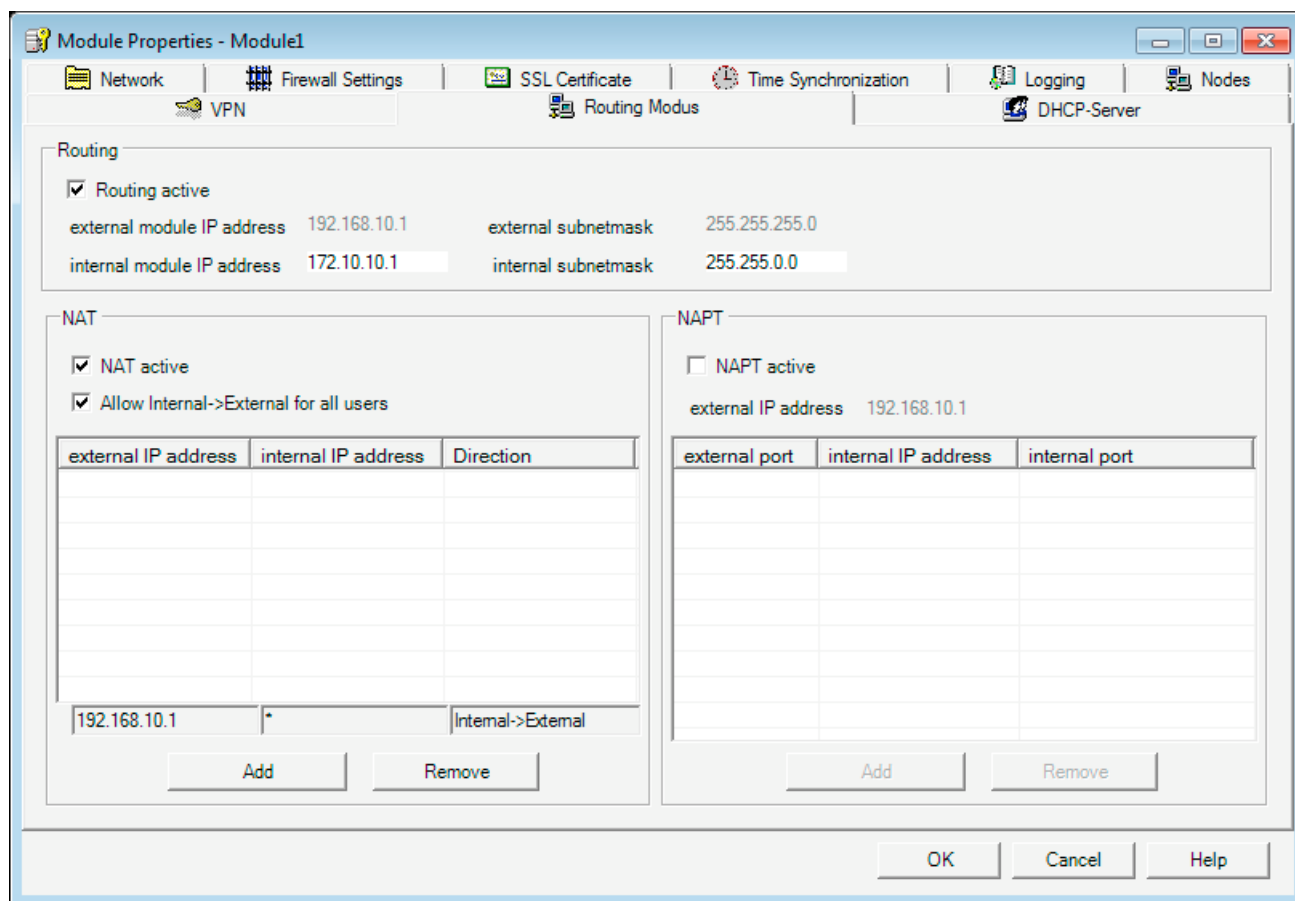 Module Properties - Module1
Network Firewall Settings SSL Certificate Time Synchronization Logging Nodes
VPN Routing Modus DHCP-Server
Routing
Routing active
external module IP address 192.168.10.1 external subnetmask 255.255.255.0
internal module IP address 172.10.10.1 internal subnetmask 255.255.0.0
NAT
NAT active
Allow Internal->External for all users
external IP address internal IP address Direction
192.168.10.1 * Internal->External
Add Remove
NAPT
NAPT active
external IP address 192.168.10.1
external port internal IP address internal port
Add Remove
OK Cancel Help